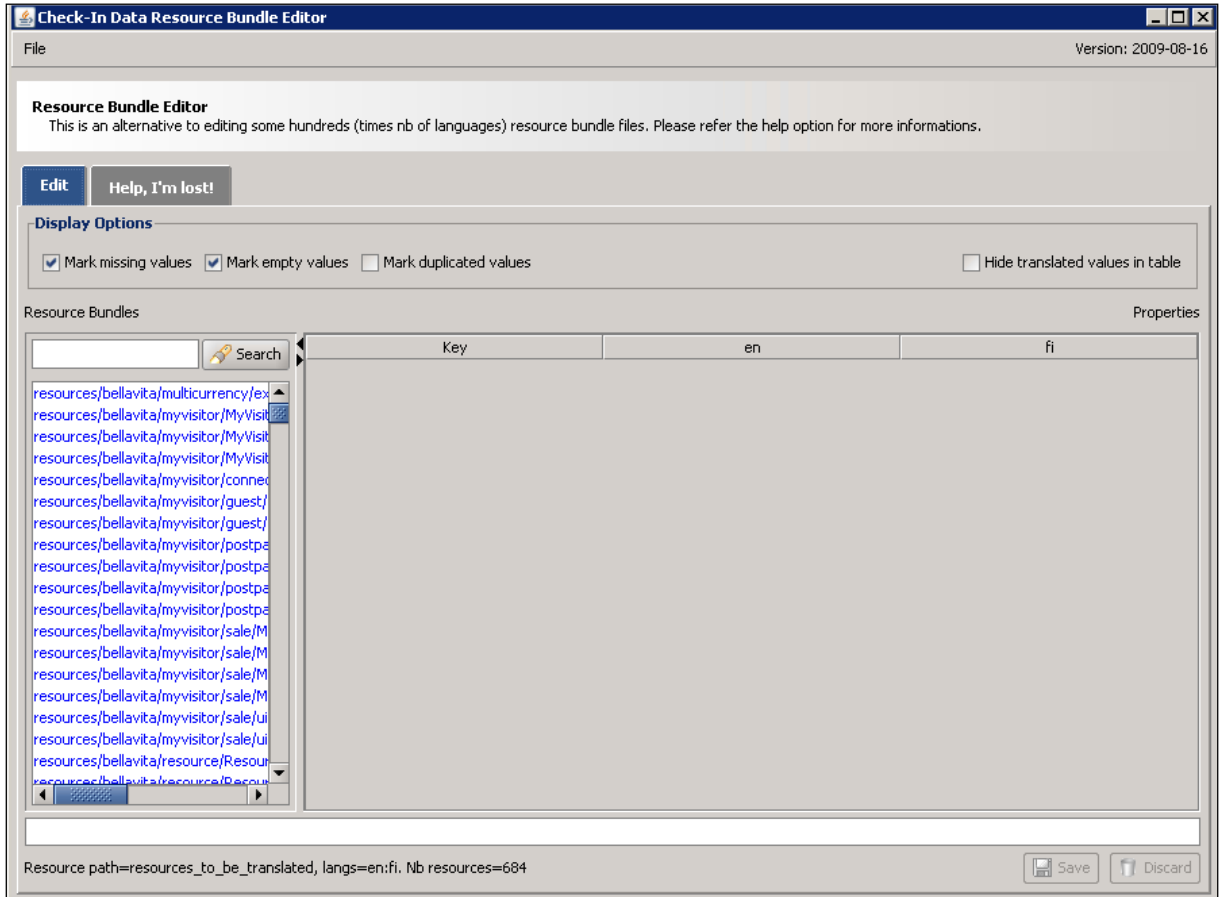 Check-In Data Resource Bundle Editor
File
Version: 2009-08-16
Resource Bundle Editor
This is an alternative to editing some hundreds (times nb of languages) resource bundle files. Please refer the help option for more informations.
Edit
Help, I'm lost!
Display Options
Mark missing values
Mark empty values
Mark duplicated values
Hide translated values in table
Resource Bundles
Properties
Search
Key
en
fi
resources/bellavita/multicurrency/ex
resources/bellavita/myvisitor/MyVisit
resources/bellavita/myvisitor/MyVisit
resources/bellavita/myvisitor/MyVisit
resources/bellavita/myvisitor/connec
resources/bellavita/myvisitor/guest/
resources/bellavita/myvisitor/guest/
resources/bellavita/myvisitor/postpa
resources/bellavita/myvisitor/postpa
resources/bellavita/myvisitor/postpa
resources/bellavita/myvisitor/postpa
resources/bellavita/myvisitor/sale/M
resources/bellavita/myvisitor/sale/M
resources/bellavita/myvisitor/sale/M
resources/bellavita/myvisitor/sale/M
resources/bellavita/myvisitor/sale/ui
resources/bellavita/myvisitor/sale/ui
resources/bellavita/resource/Resour
resources/bellavita/resource/Resour
Resource path=resources_to_be_translated, langs=en:fi. Nb resources=684
Save
Discard